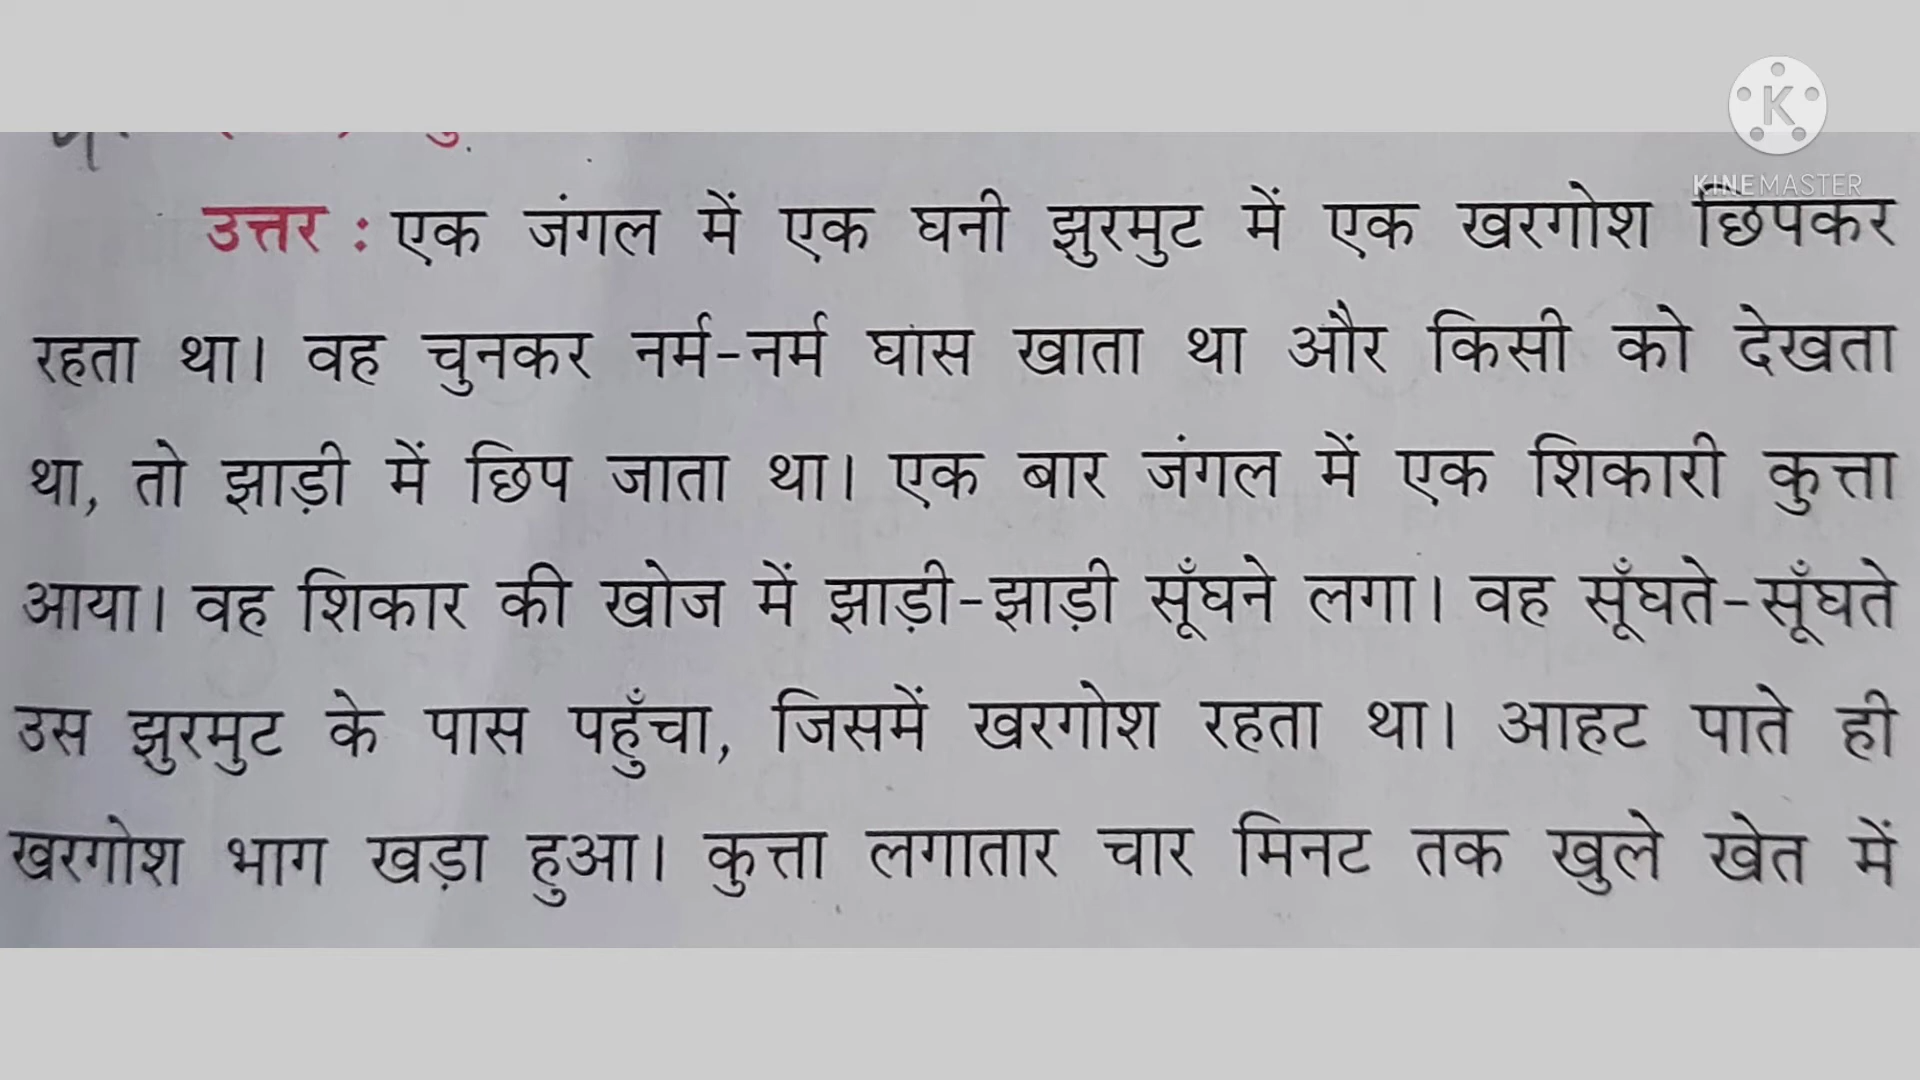 K
KINEMASTER
उत्तर : एक जंगल में एक घनी झुरमुट में एक खरगोश छिपकर
रहता था। वह चुनकर नर्म-नर्म घास खाता था और किसी को देखता
था, तो झाड़ी में छिप जाता था। एक बार जंगल में एक शिकारी कुत्ता
आया। वह शिकार की खोज में झाड़ी-झाड़ी सूँघने लगा। वह सूँघते-सूँघते
उस झुरमुट के पास पहुँचा, जिसमें खरगोश रहता था। आहट पाते ही
खरगोश भाग खड़ा हुआ। कुत्ता लगातार चार मिनट तक खुले खेत में